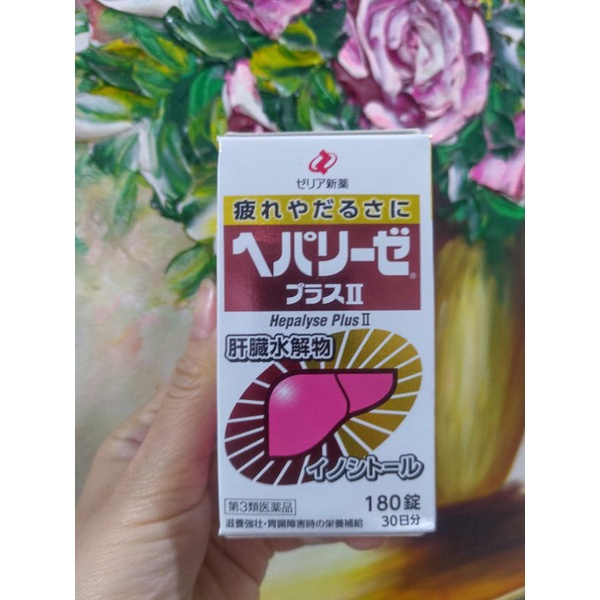 ゼリア新薬
疲れやだるさに
ヘパリーゼ®
プラスII
Hepalyse Plus II
肝臓水解物
イノシトール
第3類医薬品
180錠
滋養強壮・胃腸障害時の栄養補給
30日分